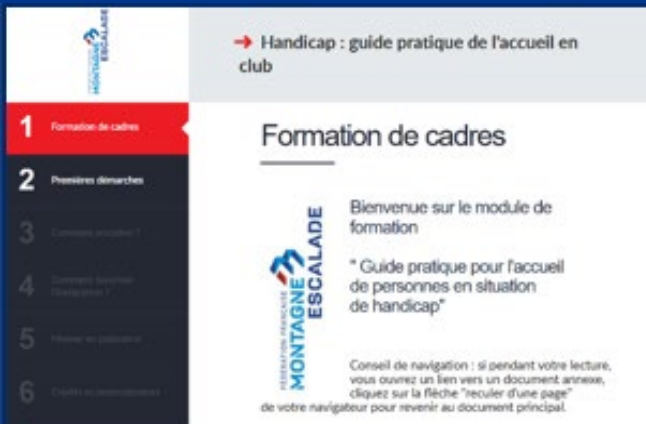 MONTAGNE
ESCALADE
→ Handicap : guide pratique de l'accueil en
club
1 Formation de cadres
2 Premières démarches
3 Comment accueillir ?
4
5
6
Formation de cadres
FÉDÉRATION FRANÇAISE
MONTAGNE
ESCALADE
Bienvenue sur le module de
formation
" Guide pratique pour l'accueil
de personnes en situation
de handicap"
Conseil de navigation : si pendant votre lecture,
vous ouvrez un lien vers un document annexe,
cliquez sur la flèche "reculer d'une page"
de votre navigateur pour revenir au document principal.